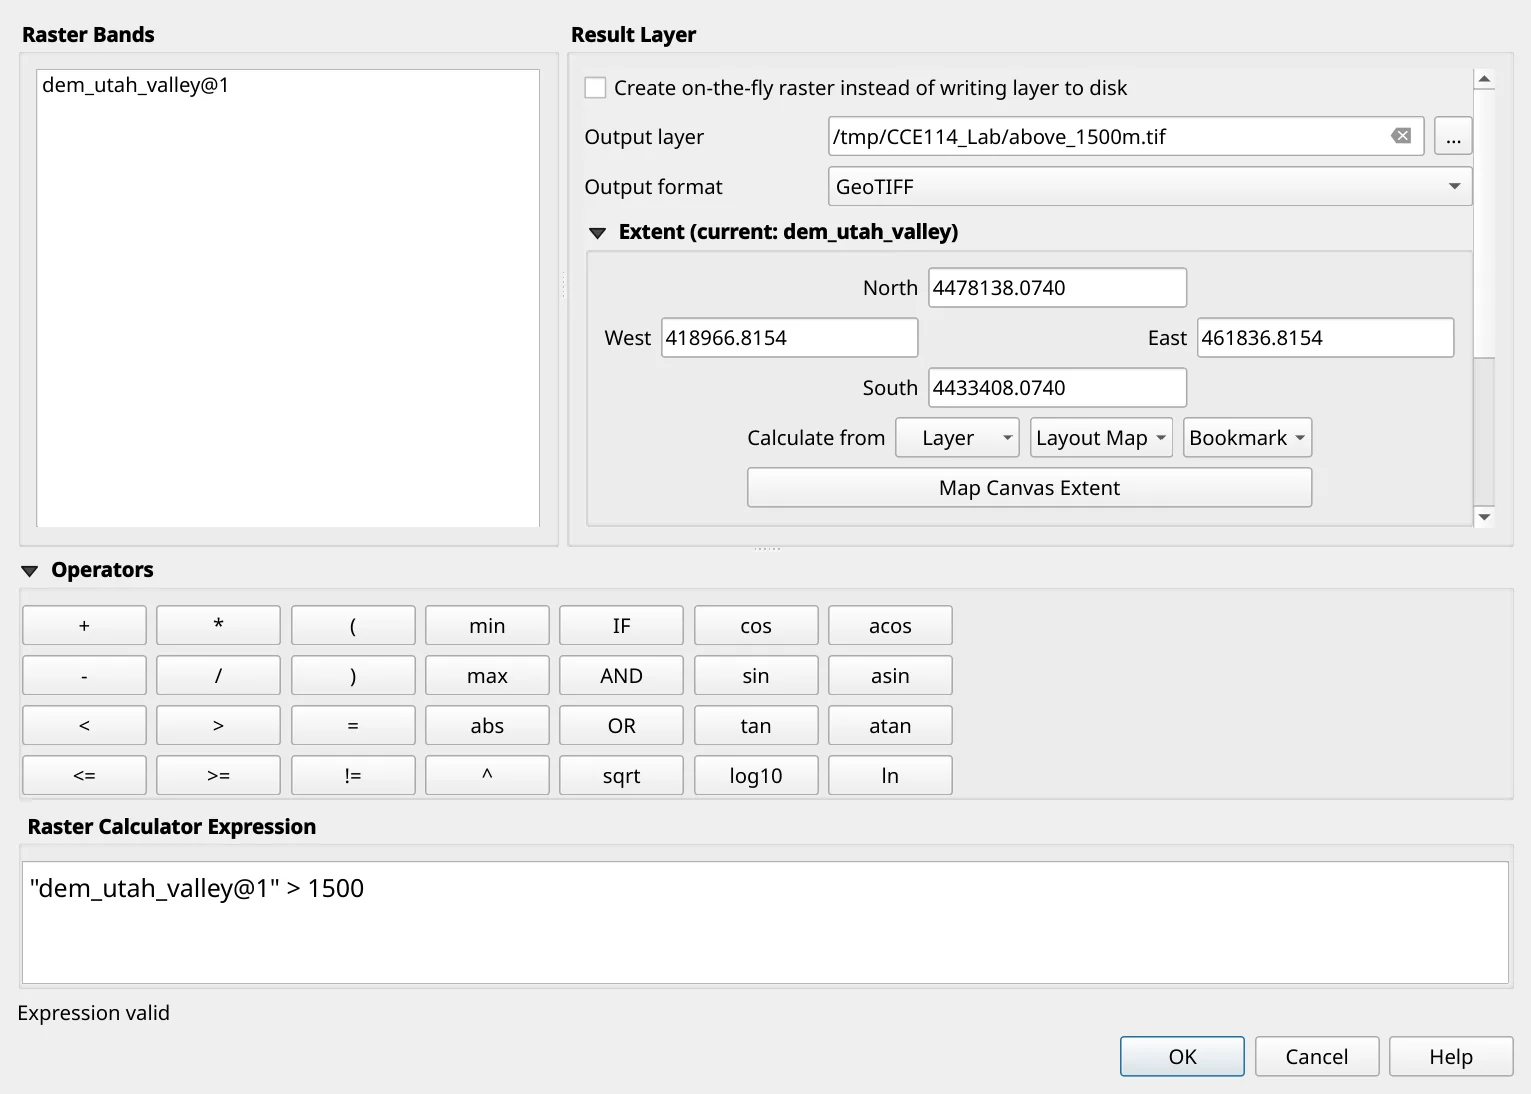 Raster Bands
dem_utah_valley@1
Result Layer
Create on-the-fly raster instead of writing layer to disk
Output layer /tmp/CCE114_Lab/above_1500m.tif ...
Output format GeoTIFF
Extent (current: dem_utah_valley)
North 4478138.0740
West 418966.8154 East 461836.8154
South 4433408.0740
Calculate from Layer Layout Map Bookmark
Map Canvas Extent
Operators
+ * ( min IF cos acos
- / ) max AND sin asin
< > = abs OR tan atan
<= >= != ^ sqrt log10 ln
Raster Calculator Expression
"dem_utah_valley@1" > 1500
Expression valid
OK Cancel Help